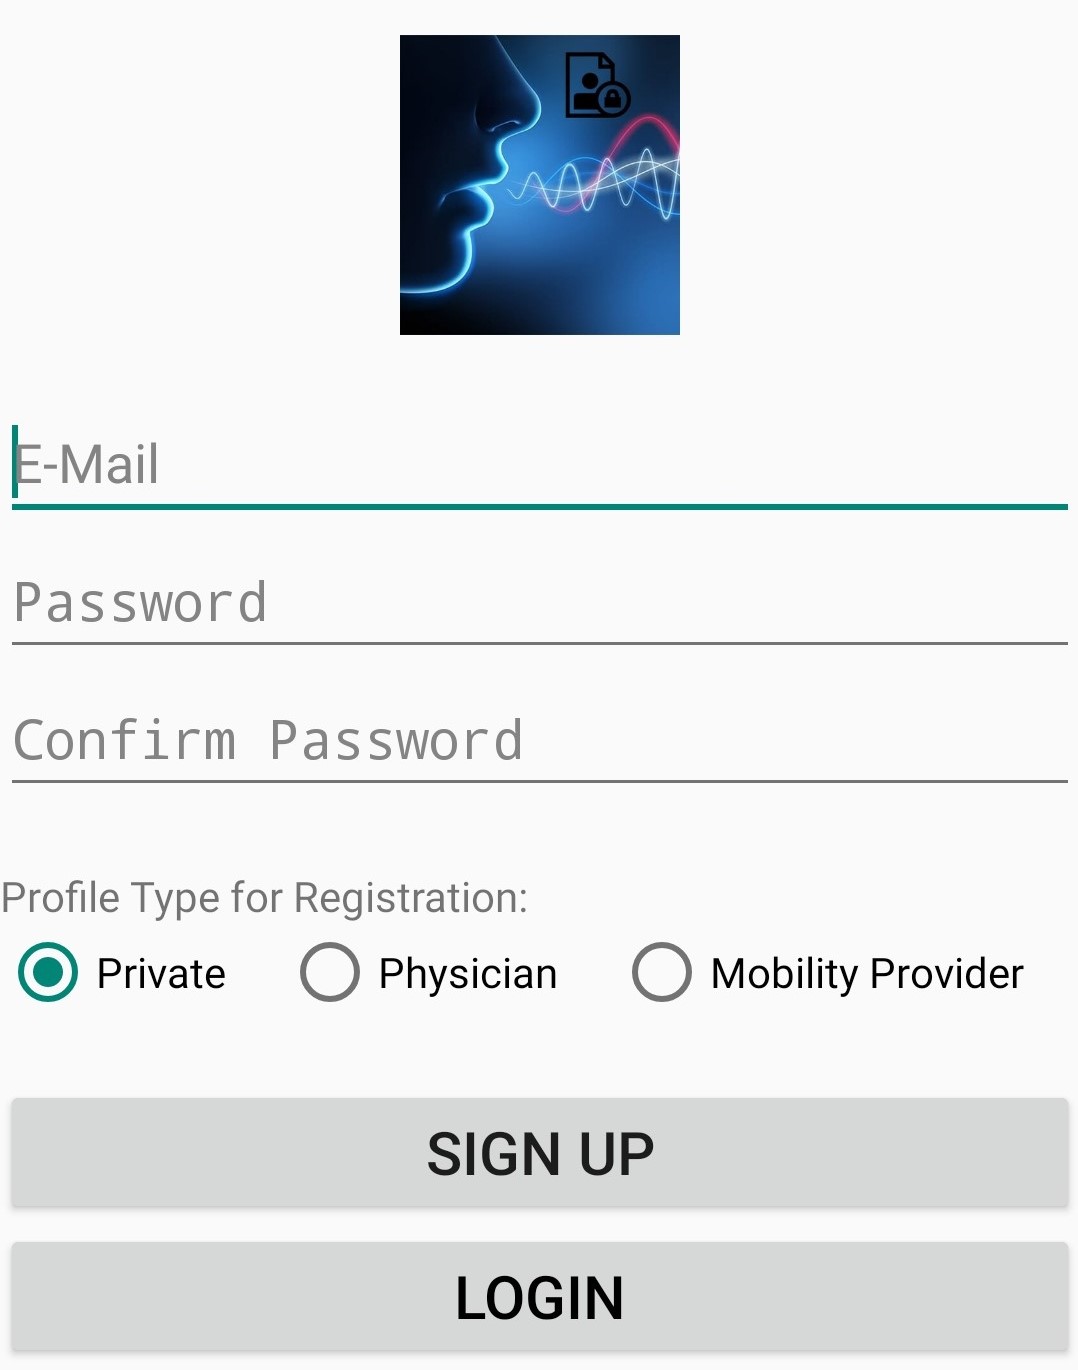 E-Mail
Password
Confirm Password
Profile Type for Registration:
Private Physician Mobility Provider
SIGN UP
LOGIN